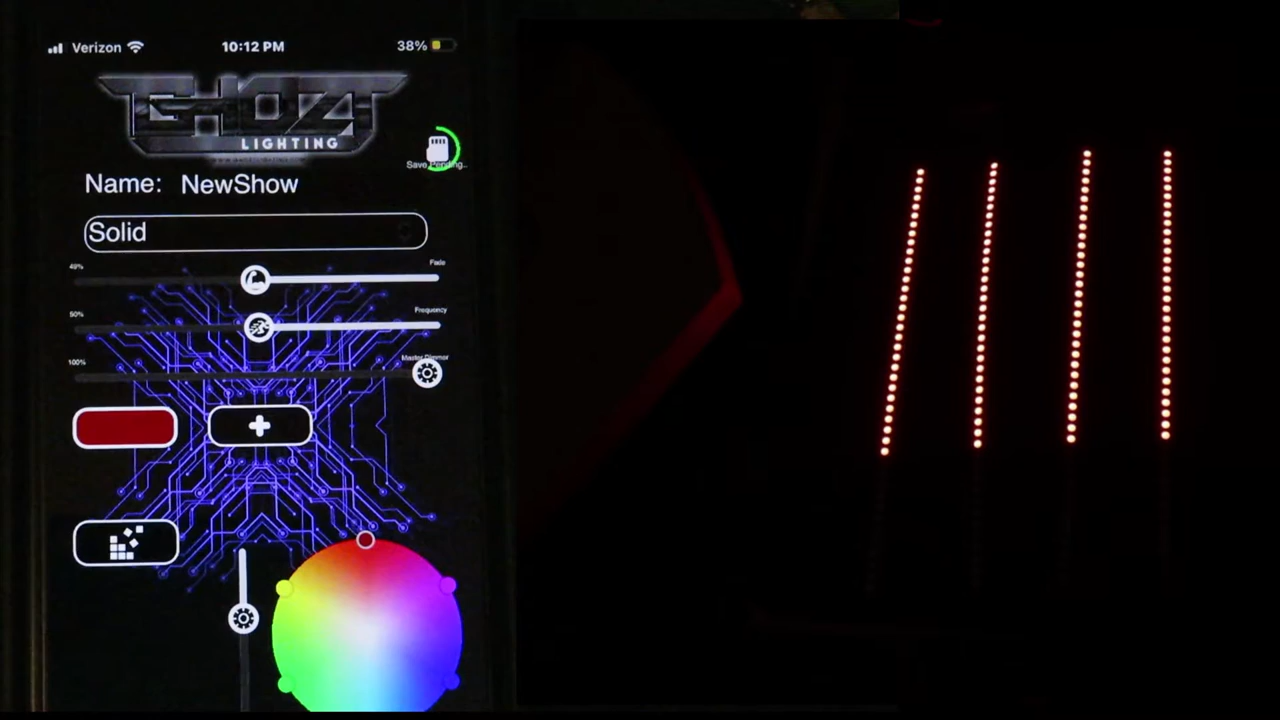 Verizon
10:12 PM
38%
GHOZT
LIGHTING
Save Pending..
Name: NewShow
Solid
49%
Fade
50%
Frequency
100%
Master Dimmer